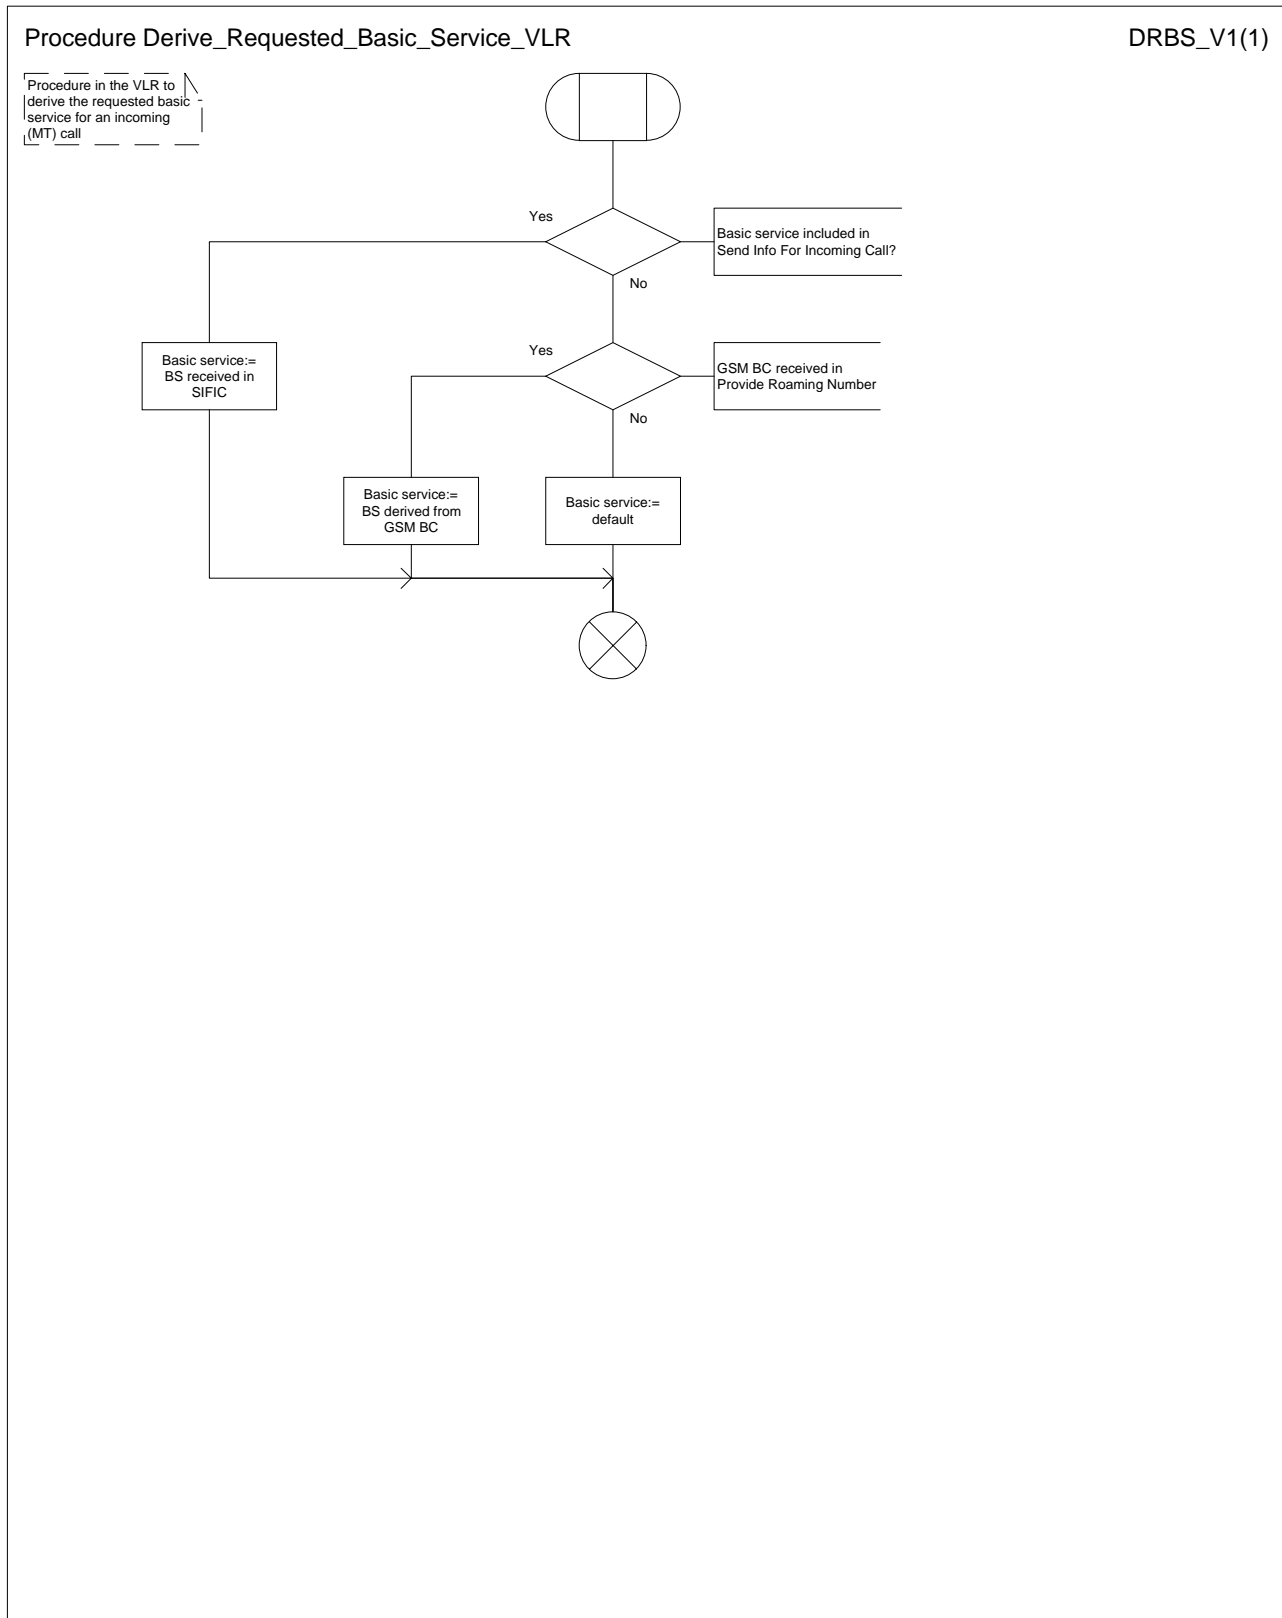 Procedure Derive_Requested_Basic_Service_VLR
DRBS_V1(1)
Procedure in the VLR to
derive the requested basic
service for an incoming
(MT) call
Yes
Basic service included in
Send Info For Incoming Call?
No
Basic service:=
BS received in
SIFIC
Yes
GSM BC received in
Provide Roaming Number
No
Basic service:=
BS derived from
GSM BC
Basic service:=
default